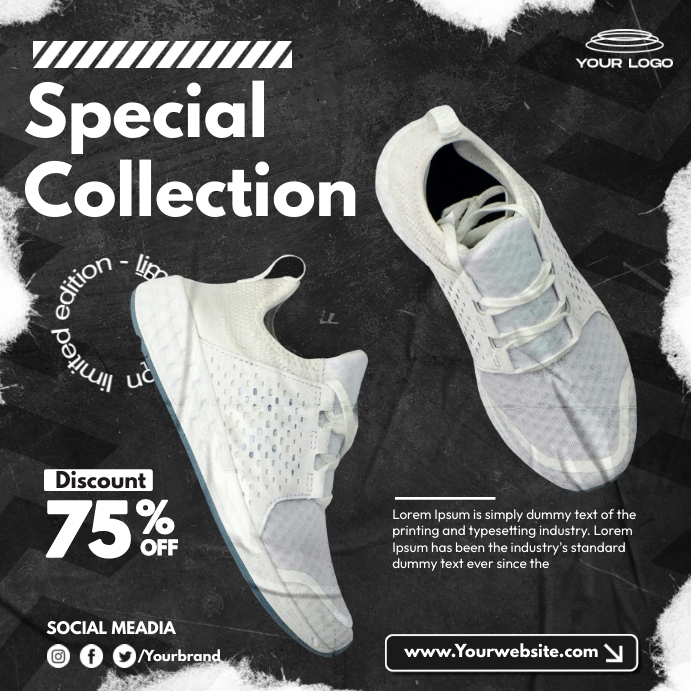 YOUR LOGO
Special
Collection
limited edition - lim
Discount
75% OFF
Lorem Ipsum is simply dummy text of the
printing and typesetting industry. Lorem
Ipsum has been the industry's standard
dummy text ever since the
SOCIAL MEADIA
/Yourbrand
www.Yourwebsite.com